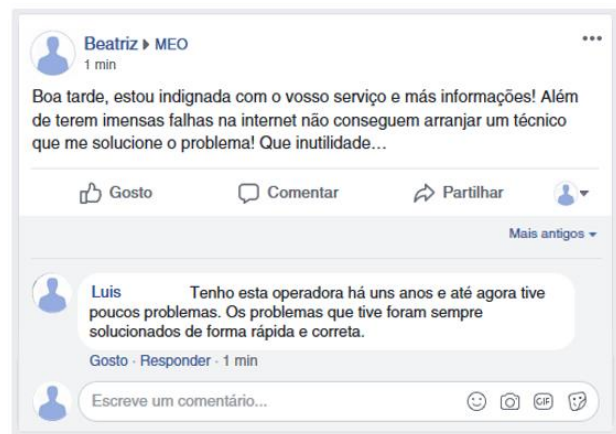 Beatriz ▸ MEO
1 min
Boa tarde, estou indignada com o vosso serviço e más informações! Além
de terem imensas falhas na internet não conseguem arranjar um técnico
que me solucione o problema! Que inutilidade…
Gosto Comentar Partilhar
Mais antigos
Luis Tenho esta operadora há uns anos e até agora tive
poucos problemas. Os problemas que tive foram sempre
solucionados de forma rápida e correta.
Gosto · Responder · 1 min
Escreve um comentário... GIF